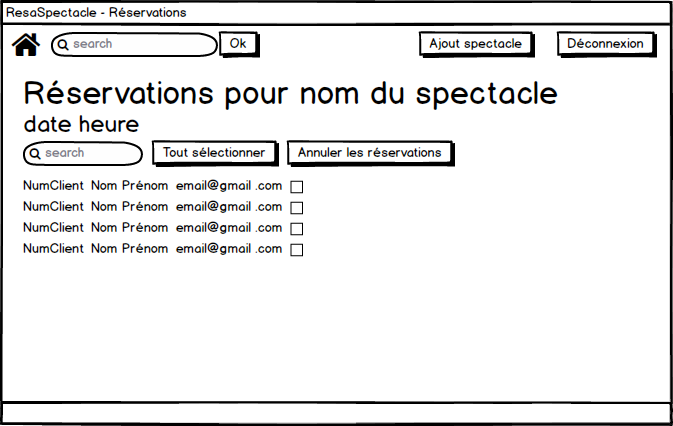 ResaSpectacle - Réservations
search Ok Ajout spectacle Déconnexion
Réservations pour nom du spectacle
date heure
search Tout sélectionner Annuler les réservations
NumClient Nom Prénom email@gmail .com
NumClient Nom Prénom email@gmail .com
NumClient Nom Prénom email@gmail .com
NumClient Nom Prénom email@gmail .com